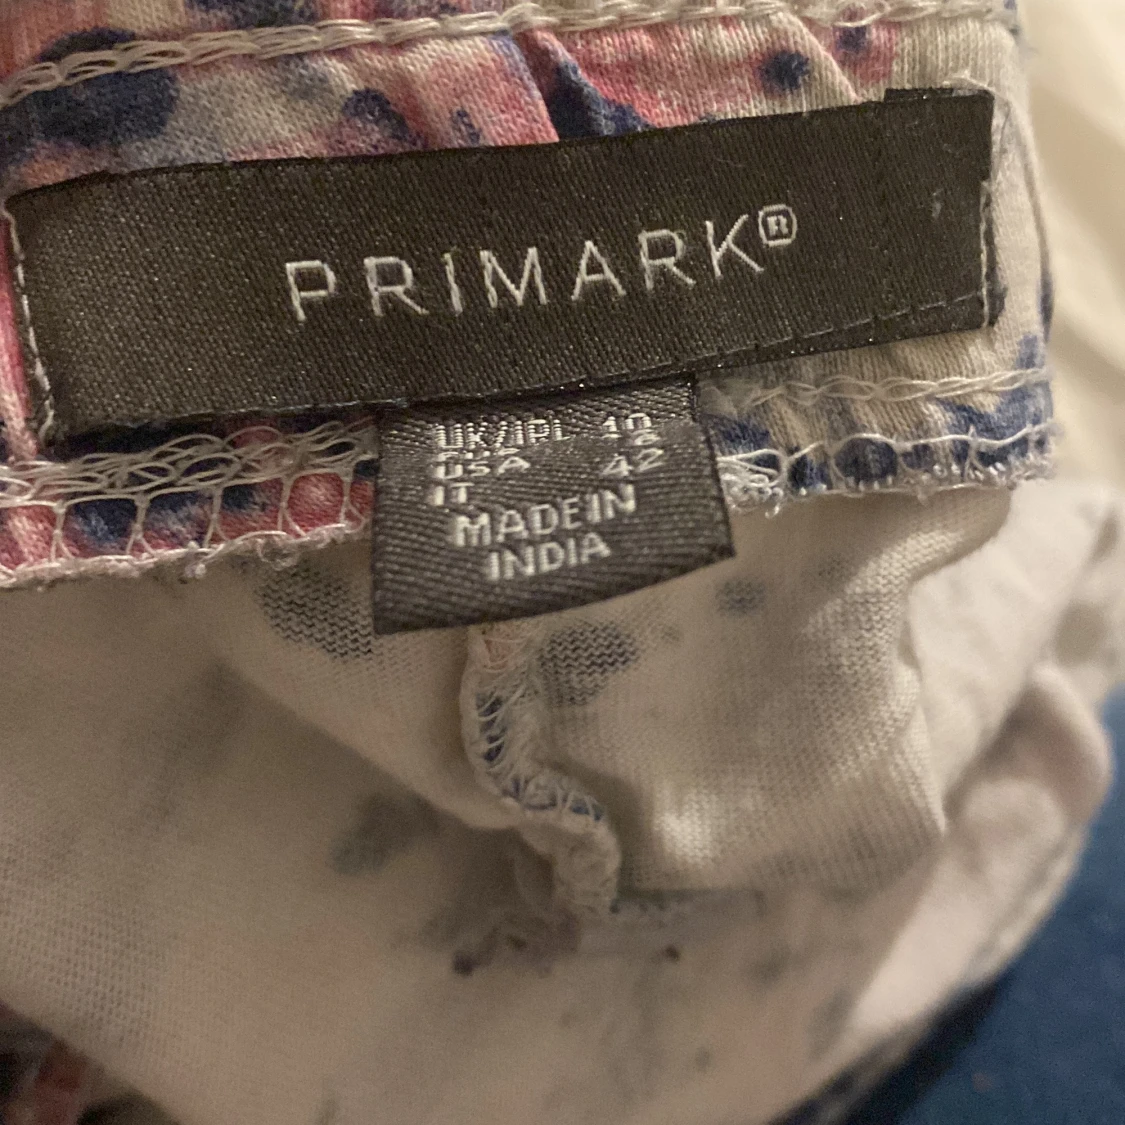 PRIMARK®
UK/IRL 10
USA
IT 42
MADE IN
INDIA